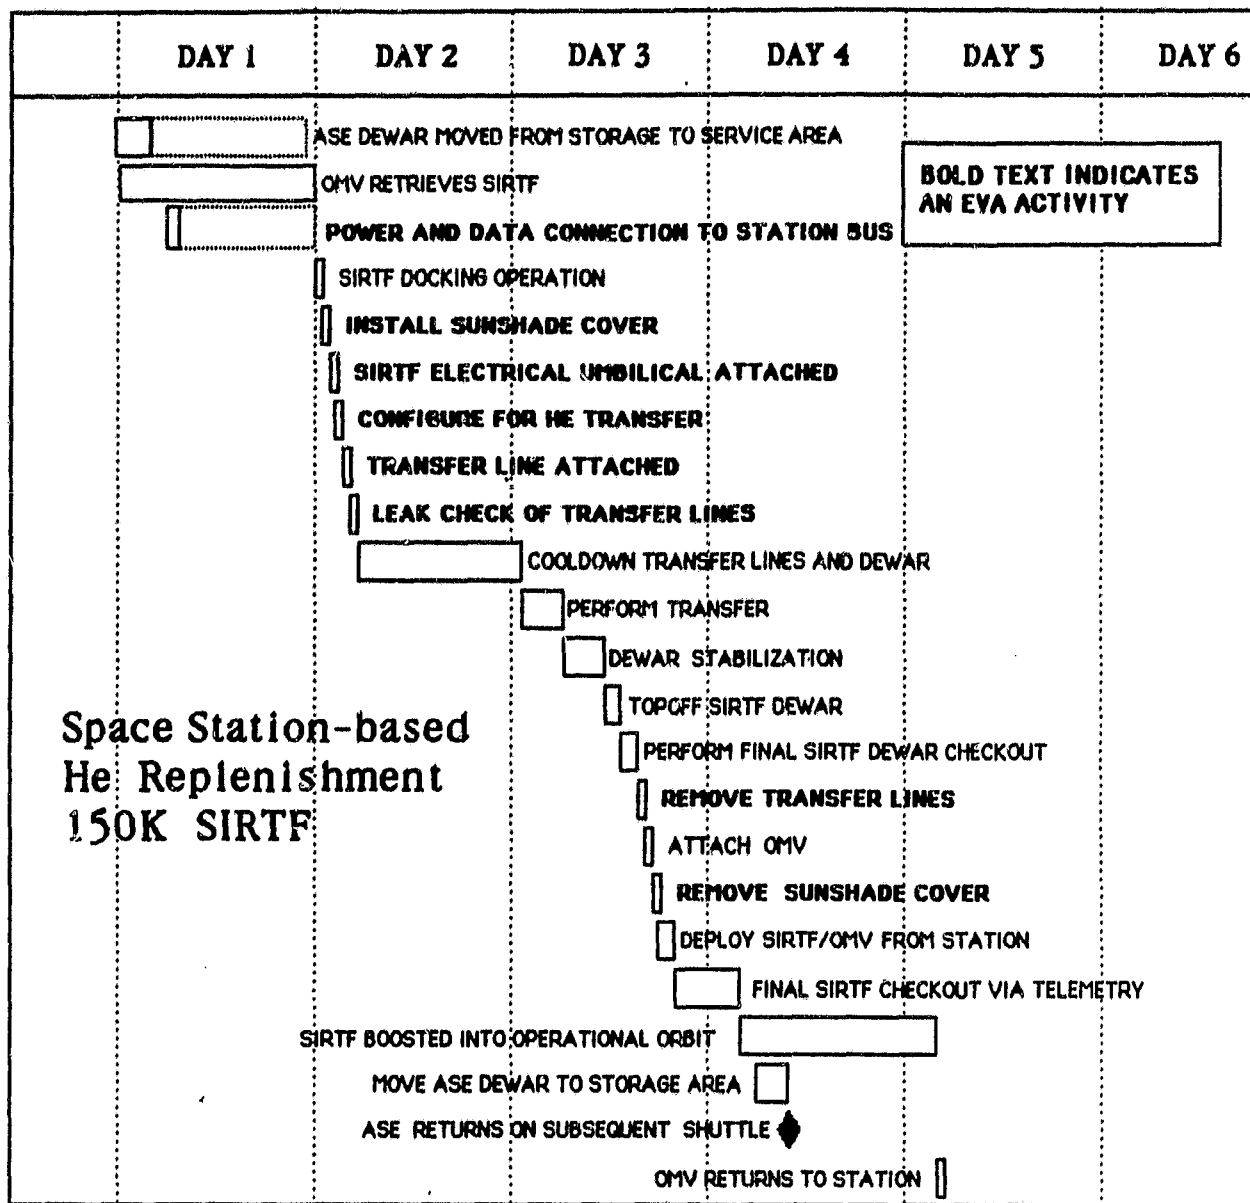 DAY 1 DAY 2 DAY 3 DAY 4 DAY 5 DAY 6
ASE DEWAR MOVED FROM STORAGE TO SERVICE AREA
OMV RETRIEVES SIRTF
BOLD TEXT INDICATES
AN EVA ACTIVITY
POWER AND DATA CONNECTION TO STATION BUS
SIRTF DOCKING OPERATION
INSTALL SUNSHADE COVER
SIRTF ELECTRICAL UMBILICAL ATTACHED
CONFIGURE FOR HE TRANSFER
TRANSFER LINE ATTACHED
LEAK CHECK OF TRANSFER LINES
COOLDOWN TRANSFER LINES AND DEWAR
PERFORM TRANSFER
DEWAR STABILIZATION
TOPOFF SIRTF DEWAR
Space Station-based
He Replenishment
150K SIRTF
PERFORM FINAL SIRTF DEWAR CHECKOUT
REMOVE TRANSFER LINES
ATTACH OMV
REMOVE SUNSHADE COVER
DEPLOY SIRTF/OMV FROM STATION
FINAL SIRTF CHECKOUT VIA TELEMETRY
SIRTF BOOSTED INTO OPERATIONAL ORBIT
MOVE ASE DEWAR TO STORAGE AREA
ASE RETURNS ON SUBSEQUENT SHUTTLE
OMV RETURNS TO STATION